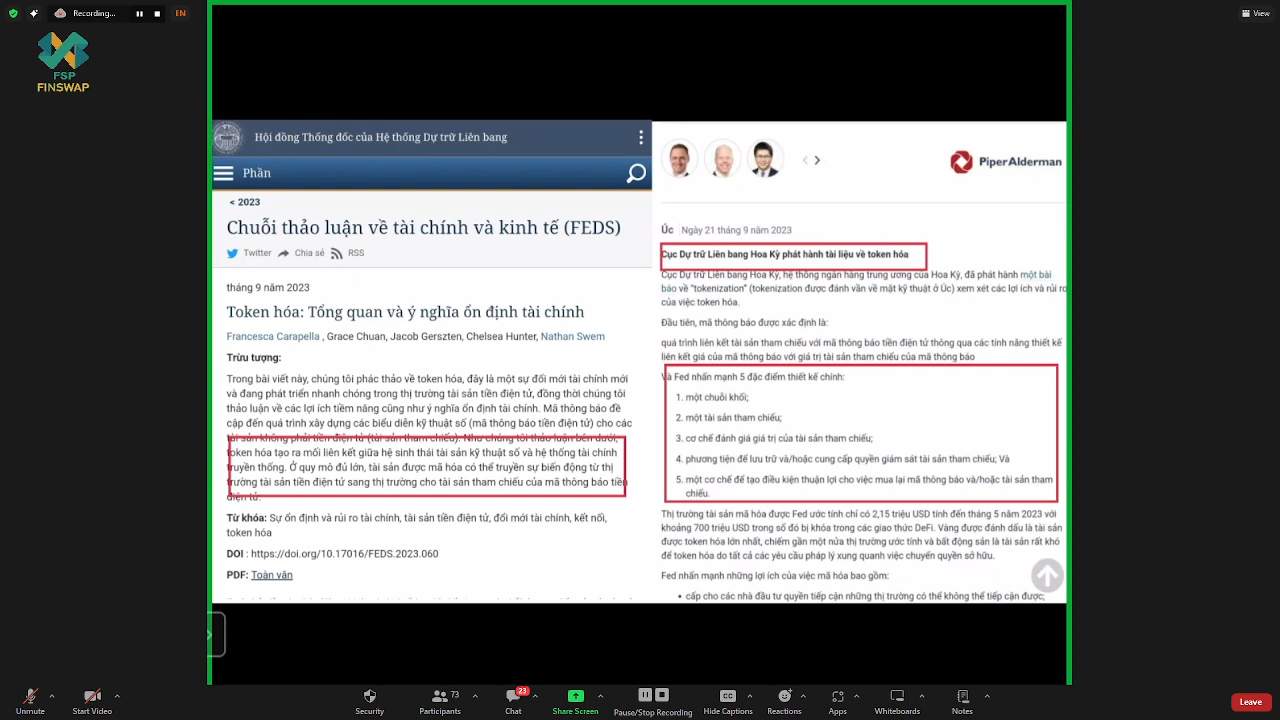 Recording...
EN
View
FSP
FINSWAP
Hội đồng Thống đốc của Hệ thống Dự trữ Liên bang
Phần
< 2023
Chuỗi thảo luận về tài chính và kinh tế (FEDS)
Twitter
Chia sẻ
RSS
tháng 9 năm 2023
Token hóa: Tổng quan và ý nghĩa ổn định tài chính
Francesca Carapella , Grace Chuan, Jacob Gerszten, Chelsea Hunter, Nathan Swem
Trừu tượng:
Trong bài viết này, chúng tôi phác thảo về token hóa, đây là một sự đổi mới tài chính mới
và đang phát triển nhanh chóng trong thị trường tài sản tiền điện tử, đồng thời chúng tôi
thảo luận về các lợi ích tiềm năng cũng như ý nghĩa ổn định tài chính. Mã thông báo đề
cập đến quá trình xây dựng các biểu diễn kỹ thuật số (mã thông báo tiền điện tử) cho các
tài sản không phải tiền điện tử (tài sản tham chiếu). Như chúng tôi thảo luận bên dưới,
token hóa tạo ra mối liên kết giữa hệ sinh thái tài sản kỹ thuật số và hệ thống tài chính
truyền thống. Ở quy mô đủ lớn, tài sản được mã hóa có thể truyền sự biến động từ thị
trường tài sản tiền điện tử sang thị trường cho tài sản tham chiếu của mã thông báo tiền
điện tử.
Từ khóa: Sự ổn định và rủi ro tài chính, tài sản tiền điện tử, đổi mới tài chính, kết nối,
token hóa
DOI : https://doi.org/10.17016/FEDS.2023.060
PDF: Toàn văn
PiperAlderman
Úc
Ngày 21 tháng 9 năm 2023
Cục Dự trữ Liên bang Hoa Kỳ phát hành tài liệu về token hóa
Cục Dự trữ Liên bang Hoa Kỳ, hệ thống ngân hàng trung ương của Hoa Kỳ, đã phát hành một bài
báo về "tokenization" (tokenization được đánh vần về mặt kỹ thuật ở Úc) xem xét các lợi ích và rủi ro
của việc token hóa.
Đầu tiên, mã thông báo được xác định là:
quá trình liên kết tài sản tham chiếu với mã thông báo tiền điện tử thông qua các tính năng thiết kế
liên kết giá của mã thông báo với giá trị tài sản tham chiếu của mã thông báo
Và Fed nhấn mạnh 5 đặc điểm thiết kế chính:
1. một chuỗi khối;
2. một tài sản tham chiếu;
3. cơ chế đánh giá giá trị của tài sản tham chiếu;
4. phương tiện để lưu trữ và/hoặc cung cấp quyền giám sát tài sản tham chiếu; Và
5. một cơ chế để tạo điều kiện thuận lợi cho việc mua lại mã thông báo và/hoặc tài sản tham
chiếu.
Thị trường tài sản mã hóa được Fed ước tính chỉ có 2,15 triệu USD tính đến tháng 5 năm 2023 với
khoảng 700 triệu USD trong số đó bị khóa trong các giao thức DeFi. Vàng được đánh dấu là tài sản
được token hóa lớn nhất, chiếm gần một nửa thị trường ước tính và bất động sản là tài sản rất khó
để token hóa do tất cả các yêu cầu pháp lý xung quanh việc chuyển quyền sở hữu.
Fed nhấn mạnh những lợi ích của việc mã hóa bao gồm:
• cấp cho các nhà đầu tư quyền tiếp cận những thị trường có thể không thể tiếp cận được;
Unmute
Start Video
Security
73
Participants
23
Chat
Share Screen
Pause/Stop Recording
Hide Captions
Reactions
Apps
Whiteboards
Notes
Leave